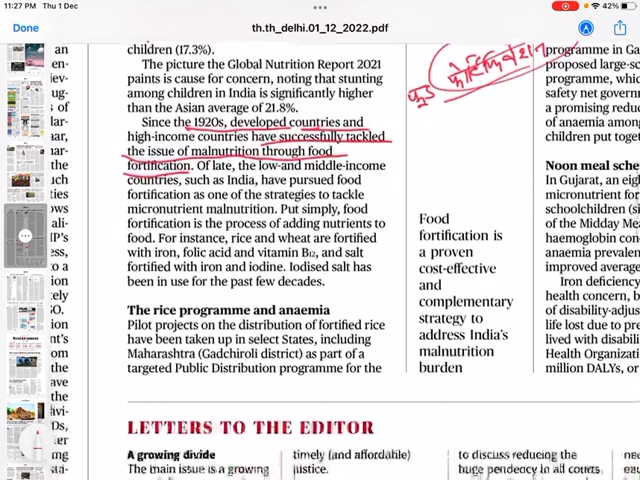 11:27 PM Thu 1 Dec
42%
Done
th.th_delhi.01_12_2022.pdf
children (17.3%).
The picture the Global Nutrition Report 2021
paints is cause for concern, noting that stunting
among children in India is significantly higher
than the Asian average of 21.8%.
Since the 1920s, developed countries and
high-income countries have successfully tackled
the issue of malnutrition through food
fortification. Of late, the low-and middle-income
countries, such as India, have pursued food
fortification as one of the strategies to tackle
micronutrient malnutrition. Put simply, food
fortification is the process of adding nutrients to
food. For instance, rice and wheat are fortified
with iron, folic acid and vitamin B12, and salt
fortified with iron and iodine. Iodised salt has
been in use for the past few decades.
The rice programme and anaemia
Pilot projects on the distribution of fortified rice
have been taken up in select States, including
Maharashtra (Gadchiroli district) as part of a
targeted Public Distribution programme for the
फूड फोर्टिफिकेशन
Food
fortification is
a proven
cost-effective
and
complementary
strategy to
address India's
malnutrition
burden
programme in Ga
proposed large-sc
programme, whic
safety net govern
a promising reduc
of anaemia among
children put toget
Noon meal sche
In Gujarat, an eigh
micronutrient for
schoolchildren (si
of the Midday Me
haemoglobin con
anaemia prevalen
improved average
Iron deficiency
health concern, b
of disability-adjus
life lost due to pre
lived with disabili
Health Organizati
million DALYs, or
LETTERS TO THE EDITOR
A growing divide
The main issue is a growing
timely (and affordable)
justice.
to discuss reducing the
huge pendency in all courts